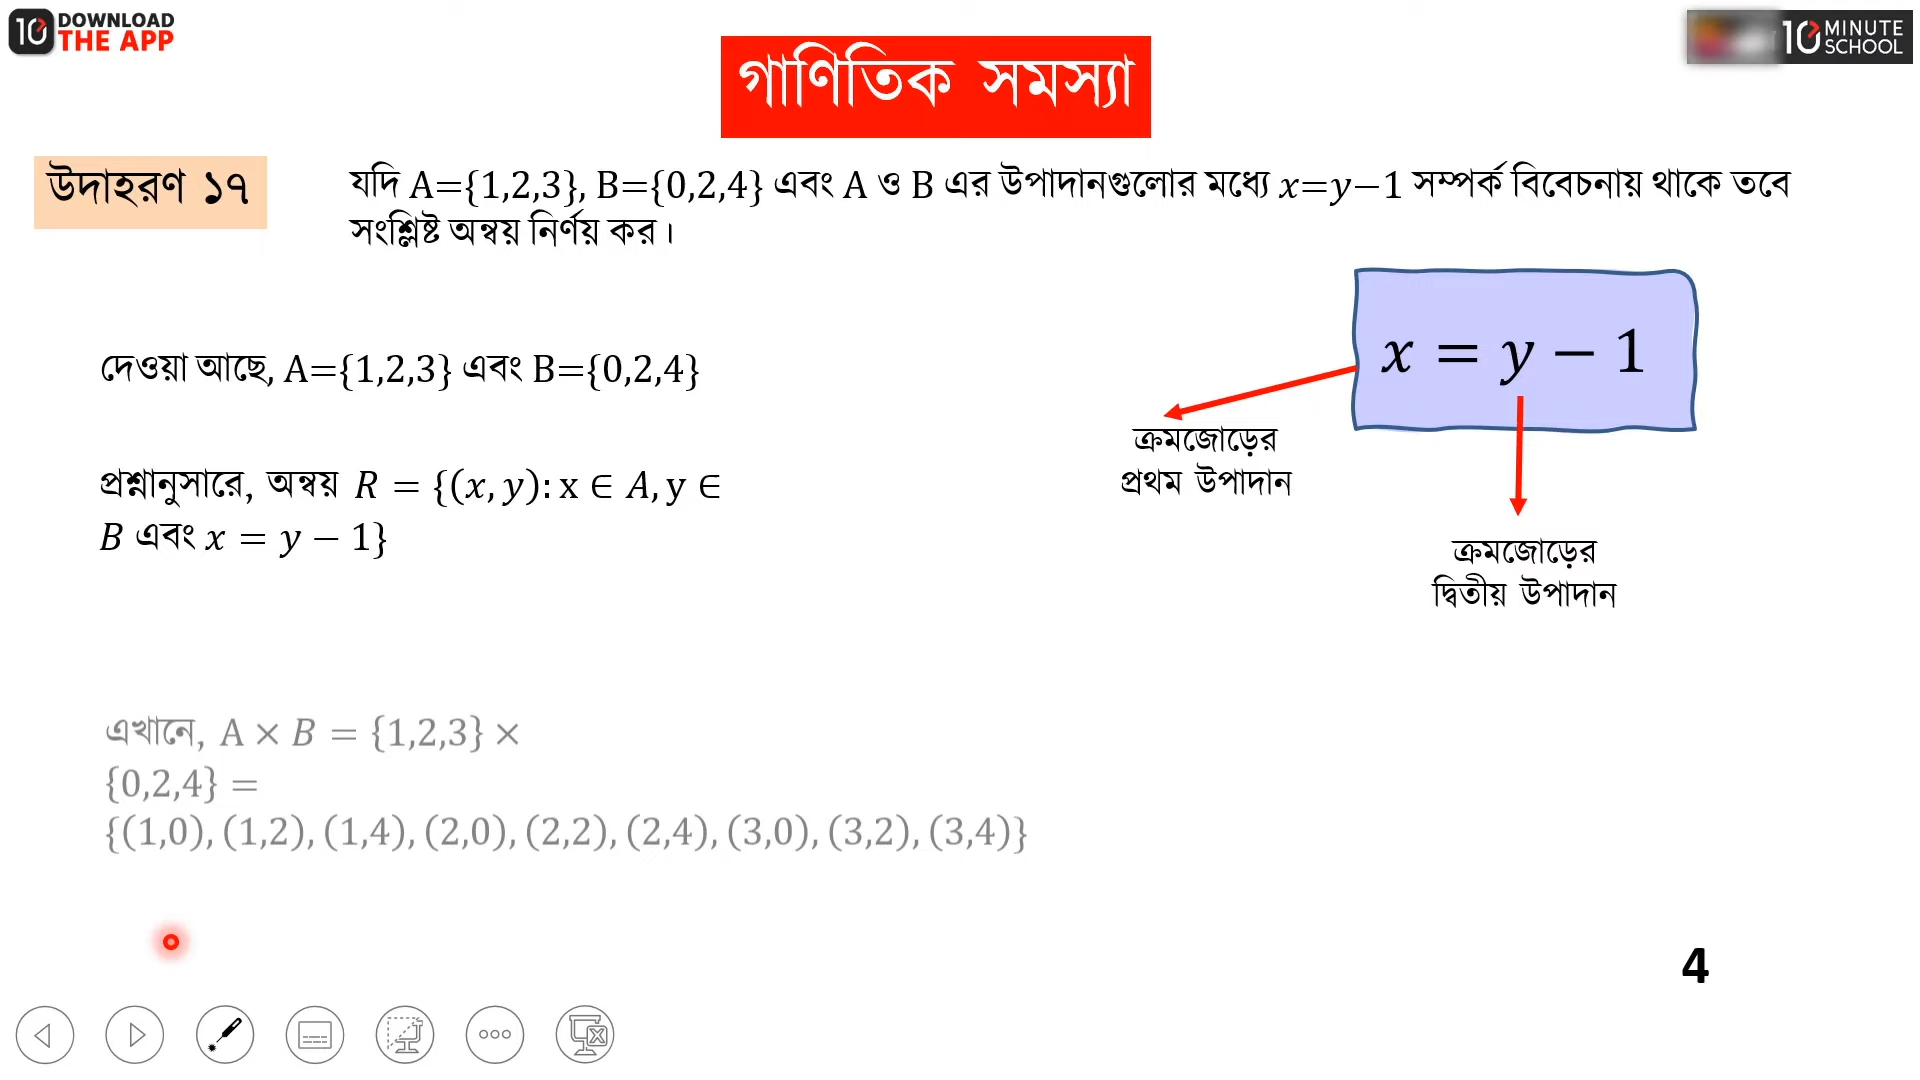 DOWNLOAD
THE APP
10 MINUTE
SCHOOL
গাণিতিক সমস্যা
উদাহরণ ১৭
যদি A={1,2,3}, B={0,2,4} এবং A ও B এর উপাদানগুলোর মধ্যে x=y−1 সম্পর্ক বিবেচনায় থাকে তবে
সংশ্লিষ্ট অন্বয় নির্ণয় কর।
x = y − 1
দেওয়া আছে, A={1,2,3} এবং B={0,2,4}
ক্রমজোড়ের
প্রথম উপাদান
প্রশ্নানুসারে, অন্বয় R = {(x, y): x ∈ A, y ∈
B এবং x = y − 1}
ক্রমজোড়ের
দ্বিতীয় উপাদান
এখানে, A × B = {1,2,3} ×
{0,2,4} =
{(1,0), (1,2), (1,4), (2,0), (2,2), (2,4), (3,0), (3,2), (3,4)}
4